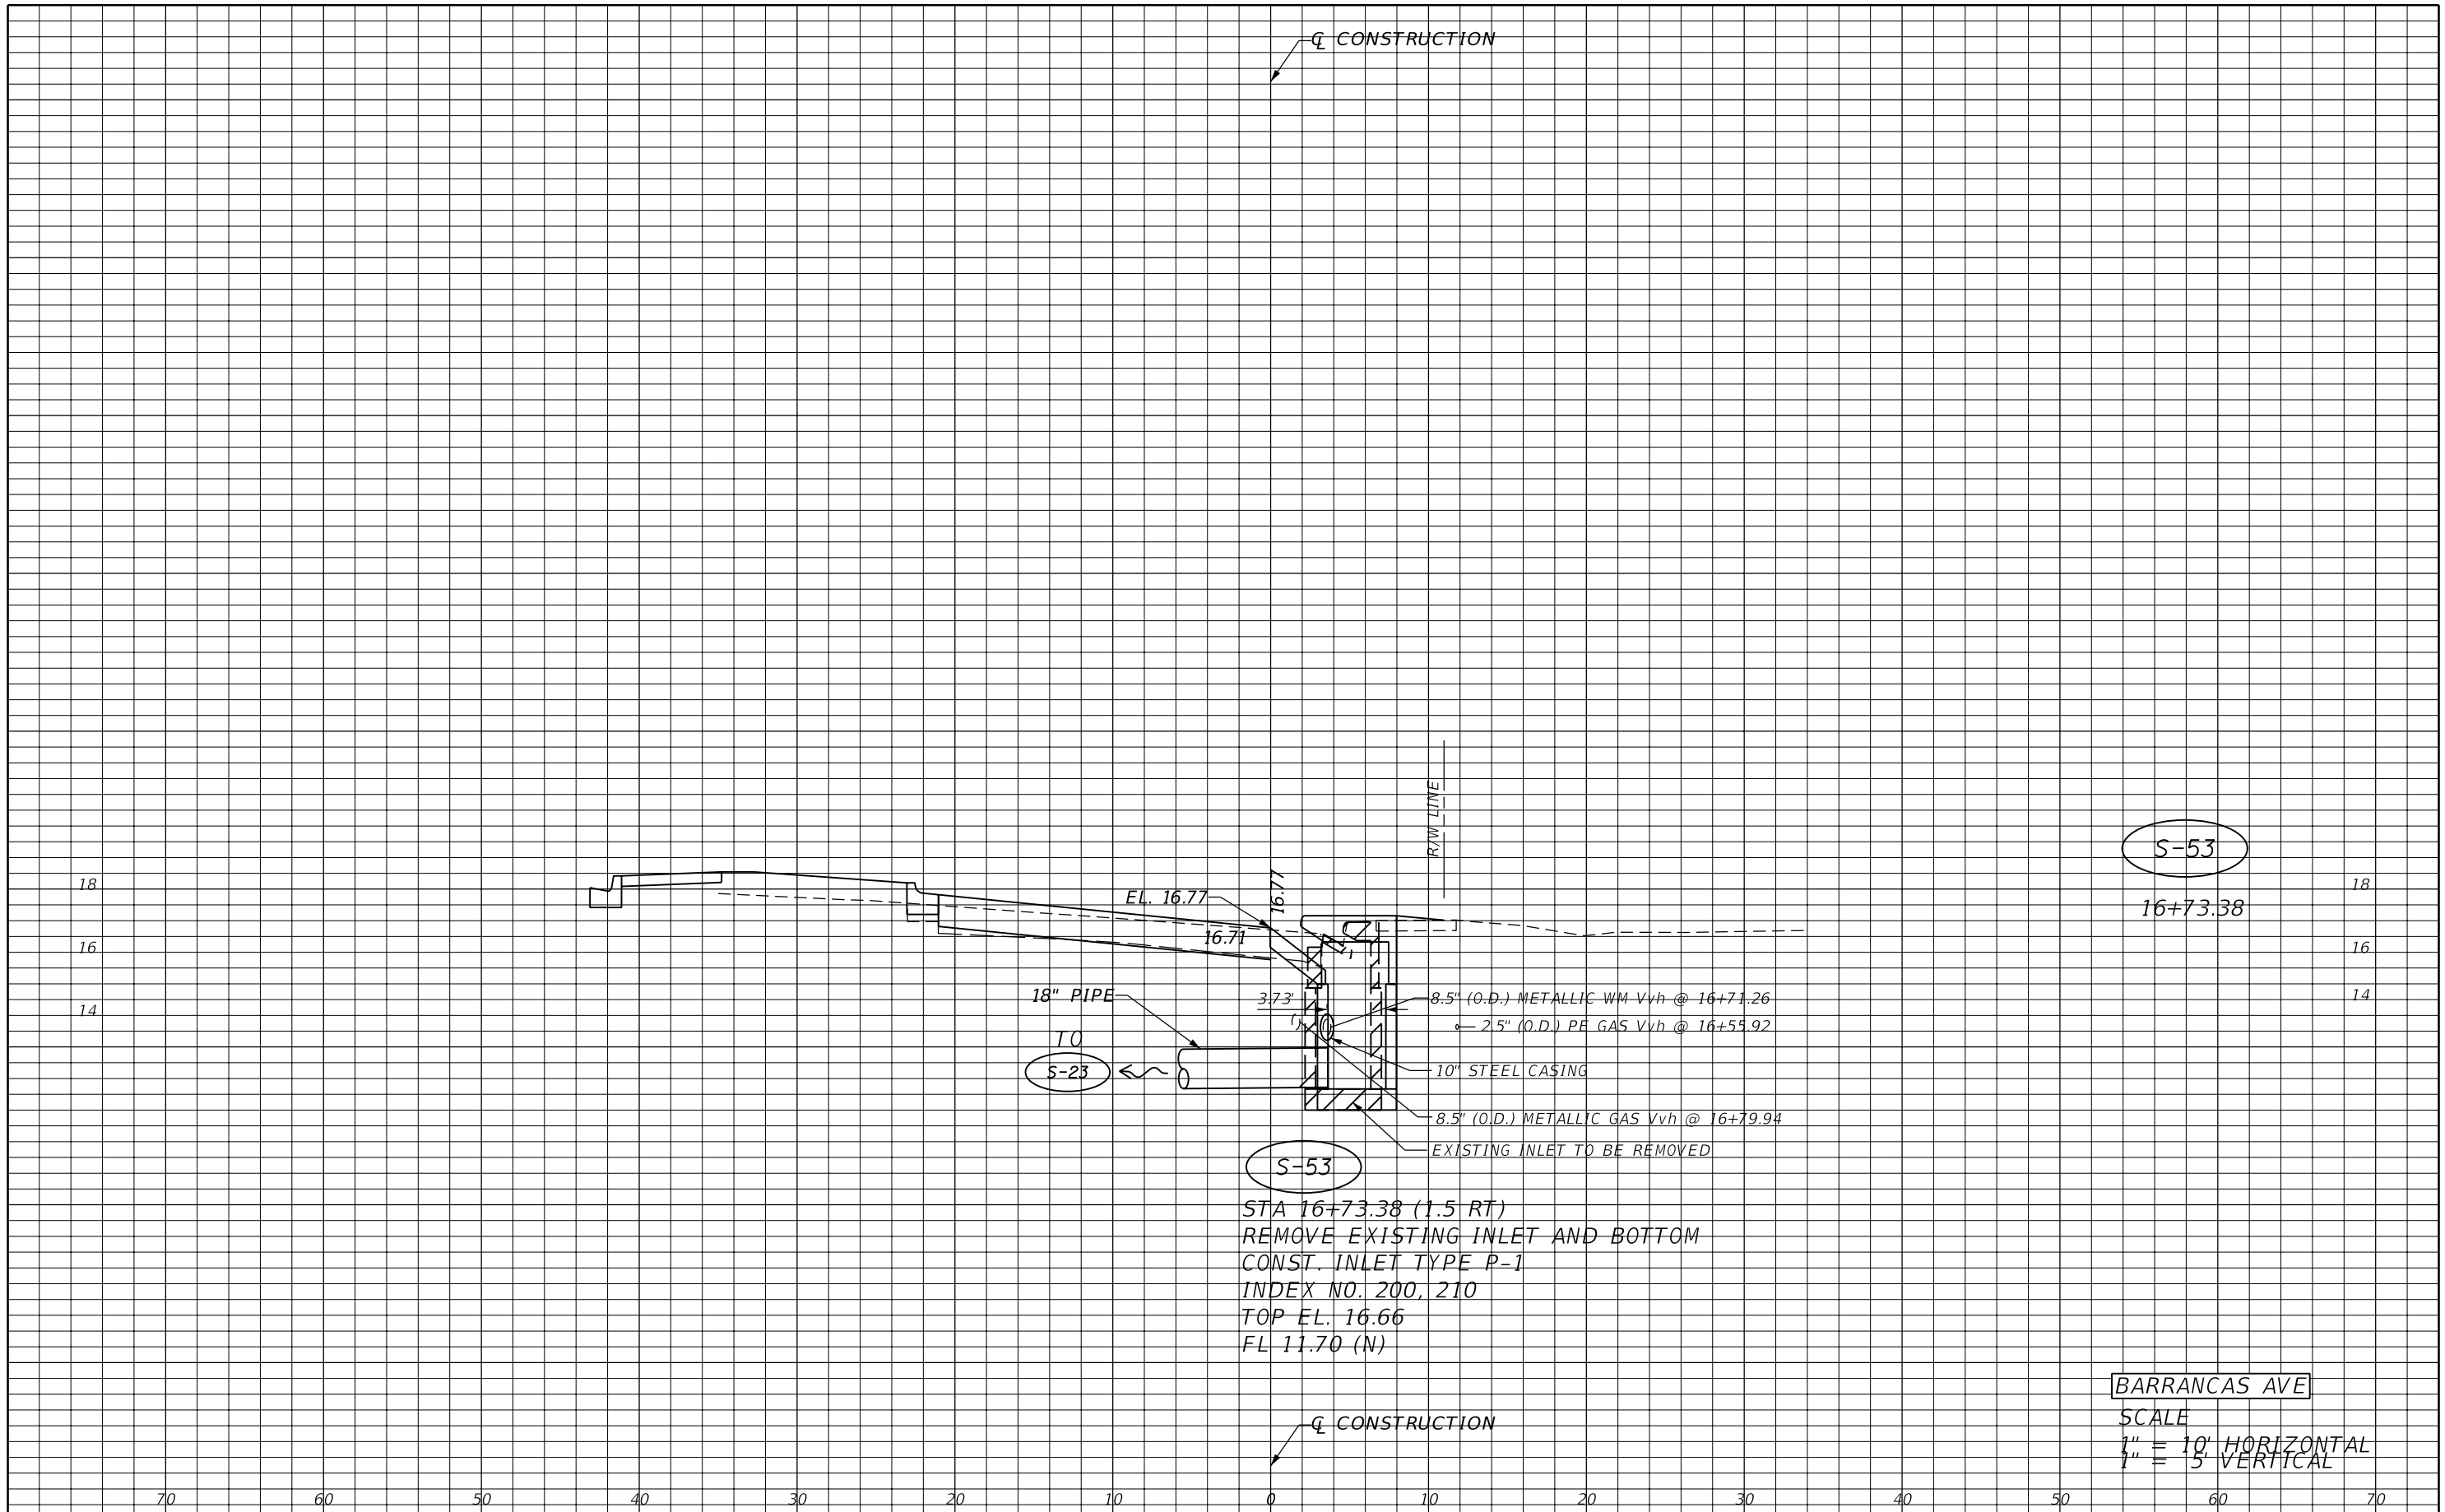 ℄ CONSTRUCTION
R/W LINE
S-53
16+73.38
18
18
EL. 16.77
16.77
16.71
16
16
18" PIPE
3.73'
8.5" (O.D.) METALLIC WM Vvh @ 16+71.26
14
14
2.5" (O.D.) PE GAS Vvh @ 16+55.92
TO
S-23
10" STEEL CASING
8.5" (O.D.) METALLIC GAS Vvh @ 16+79.94
EXISTING INLET TO BE REMOVED
S-53
STA 16+73.38 (1.5 RT)
REMOVE EXISTING INLET AND BOTTOM
CONST. INLET TYPE P-1
INDEX NO. 200, 210
TOP EL. 16.66
FL 11.70 (N)
BARRANCAS AVE
SCALE
1" = 10' HORIZONTAL
1" = 5' VERTICAL
℄ CONSTRUCTION
70 60 50 40 30 20 10 0 10 20 30 40 50 60 70